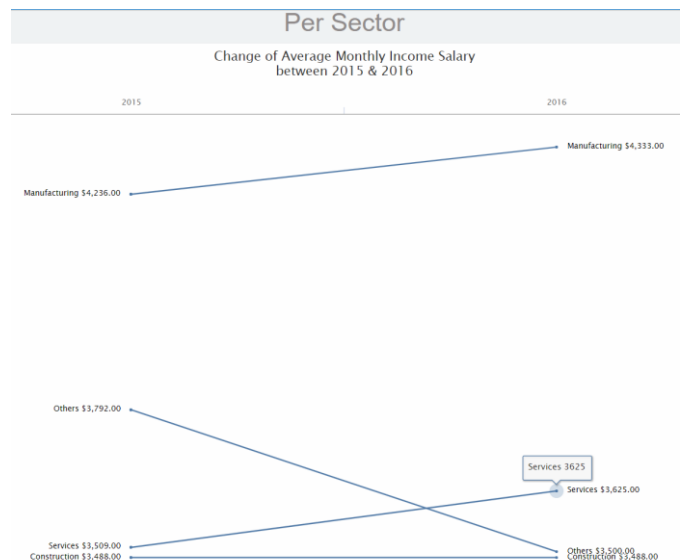 Per Sector
Change of Average Monthly Income Salary
between 2015 & 2016
2015 2016
Manufacturing $4,333.00
Manufacturing $4,236.00
Others $3,792.00
Services 3625
Services $3,625.00
Services $3,509.00
Others $3,500.00
Construction $3,488.00 Construction $3,488.00